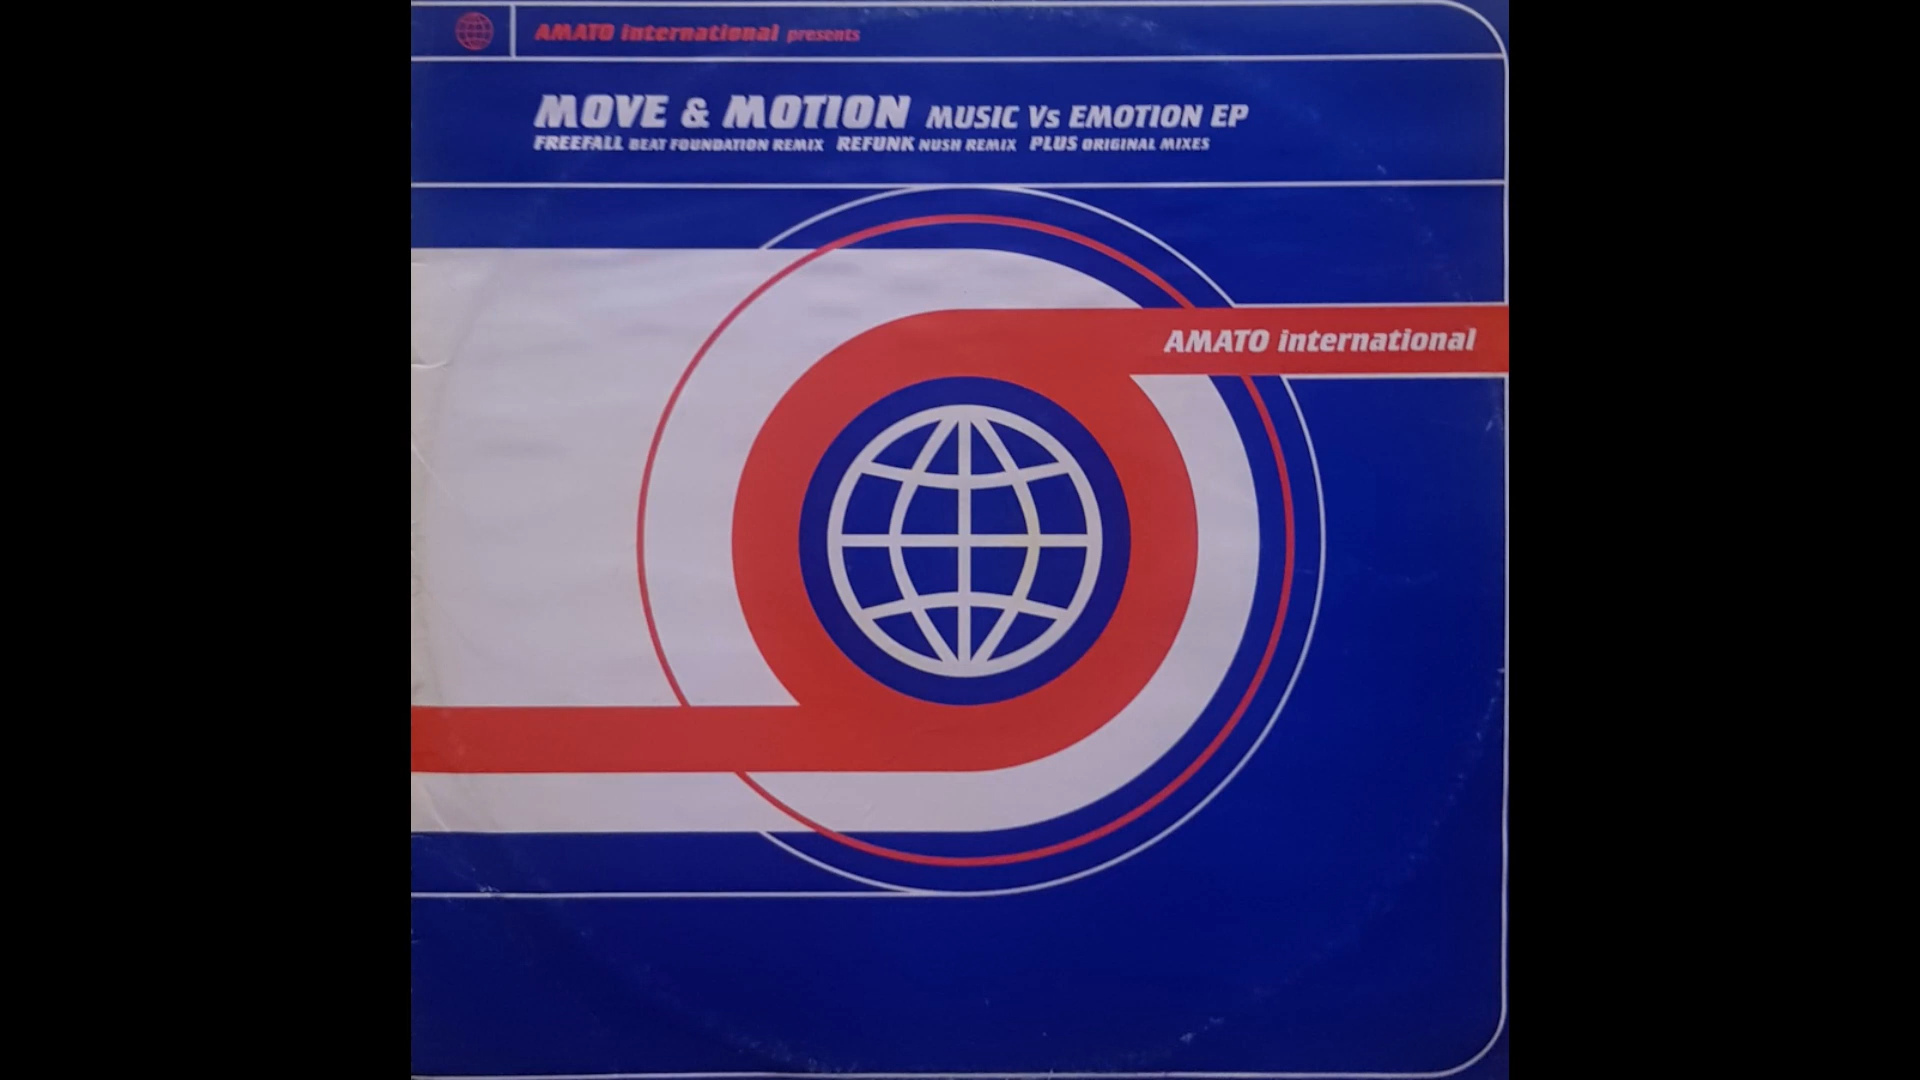 AMATO international presents
MOVE & MOTION MUSIC Vs EMOTION EP
FREEFALL BEAT FOUNDATION REMIX REFUNK NUSH REMIX PLUS ORIGINAL MIXES
AMATO international